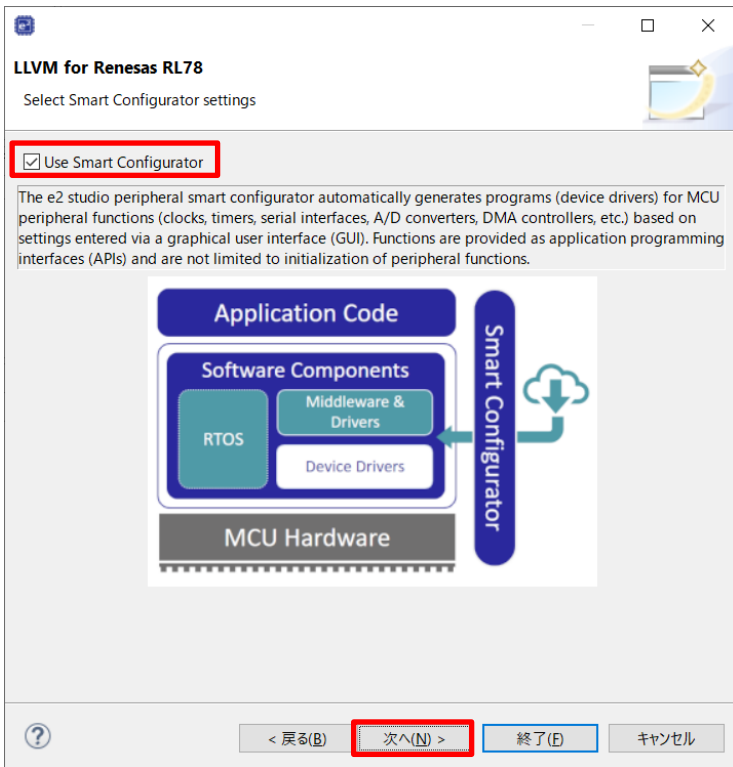 LLVM for Renesas RL78
Select Smart Configurator settings
Use Smart Configurator
The e2 studio peripheral smart configurator automatically generates programs (device drivers) for MCU
peripheral functions (clocks, timers, serial interfaces, A/D converters, DMA controllers, etc.) based on
settings entered via a graphical user interface (GUI). Functions are provided as application programming
interfaces (APIs) and are not limited to initialization of peripheral functions.
Application Code
Software Components
RTOS
Middleware &
Drivers
Device Drivers
MCU Hardware
Smart Configurator
< 戻る(B)
次へ(N) >
終了(F)
キャンセル